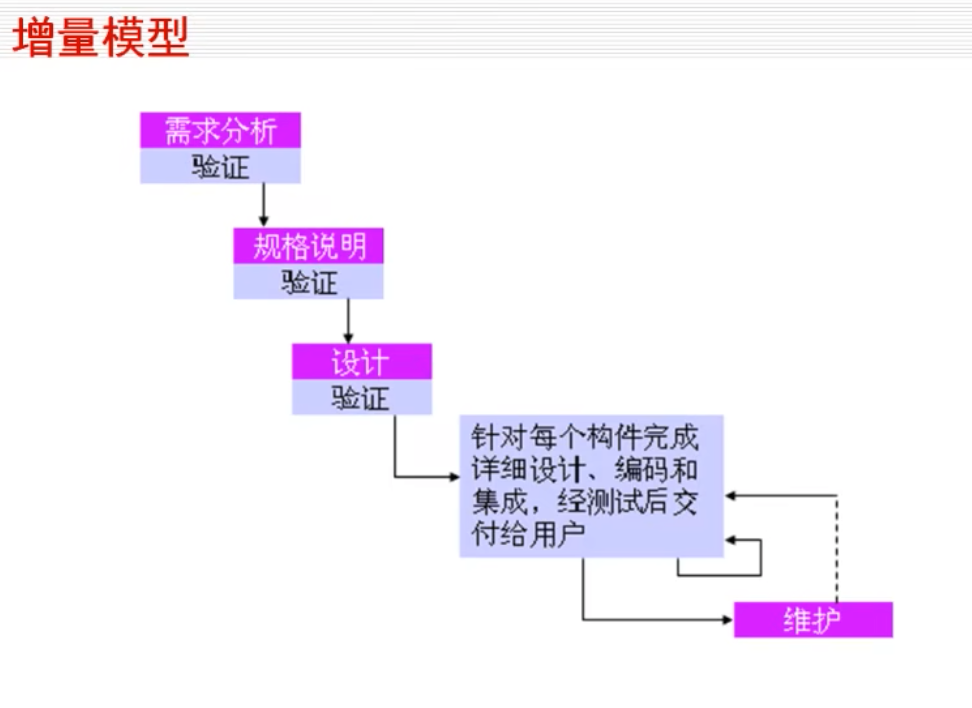 增量模型
需求分析
验证
规格说明
验证
设计
验证
针对每个构件完成
详细设计、编码和
集成，经测试后交
付给用户
维护